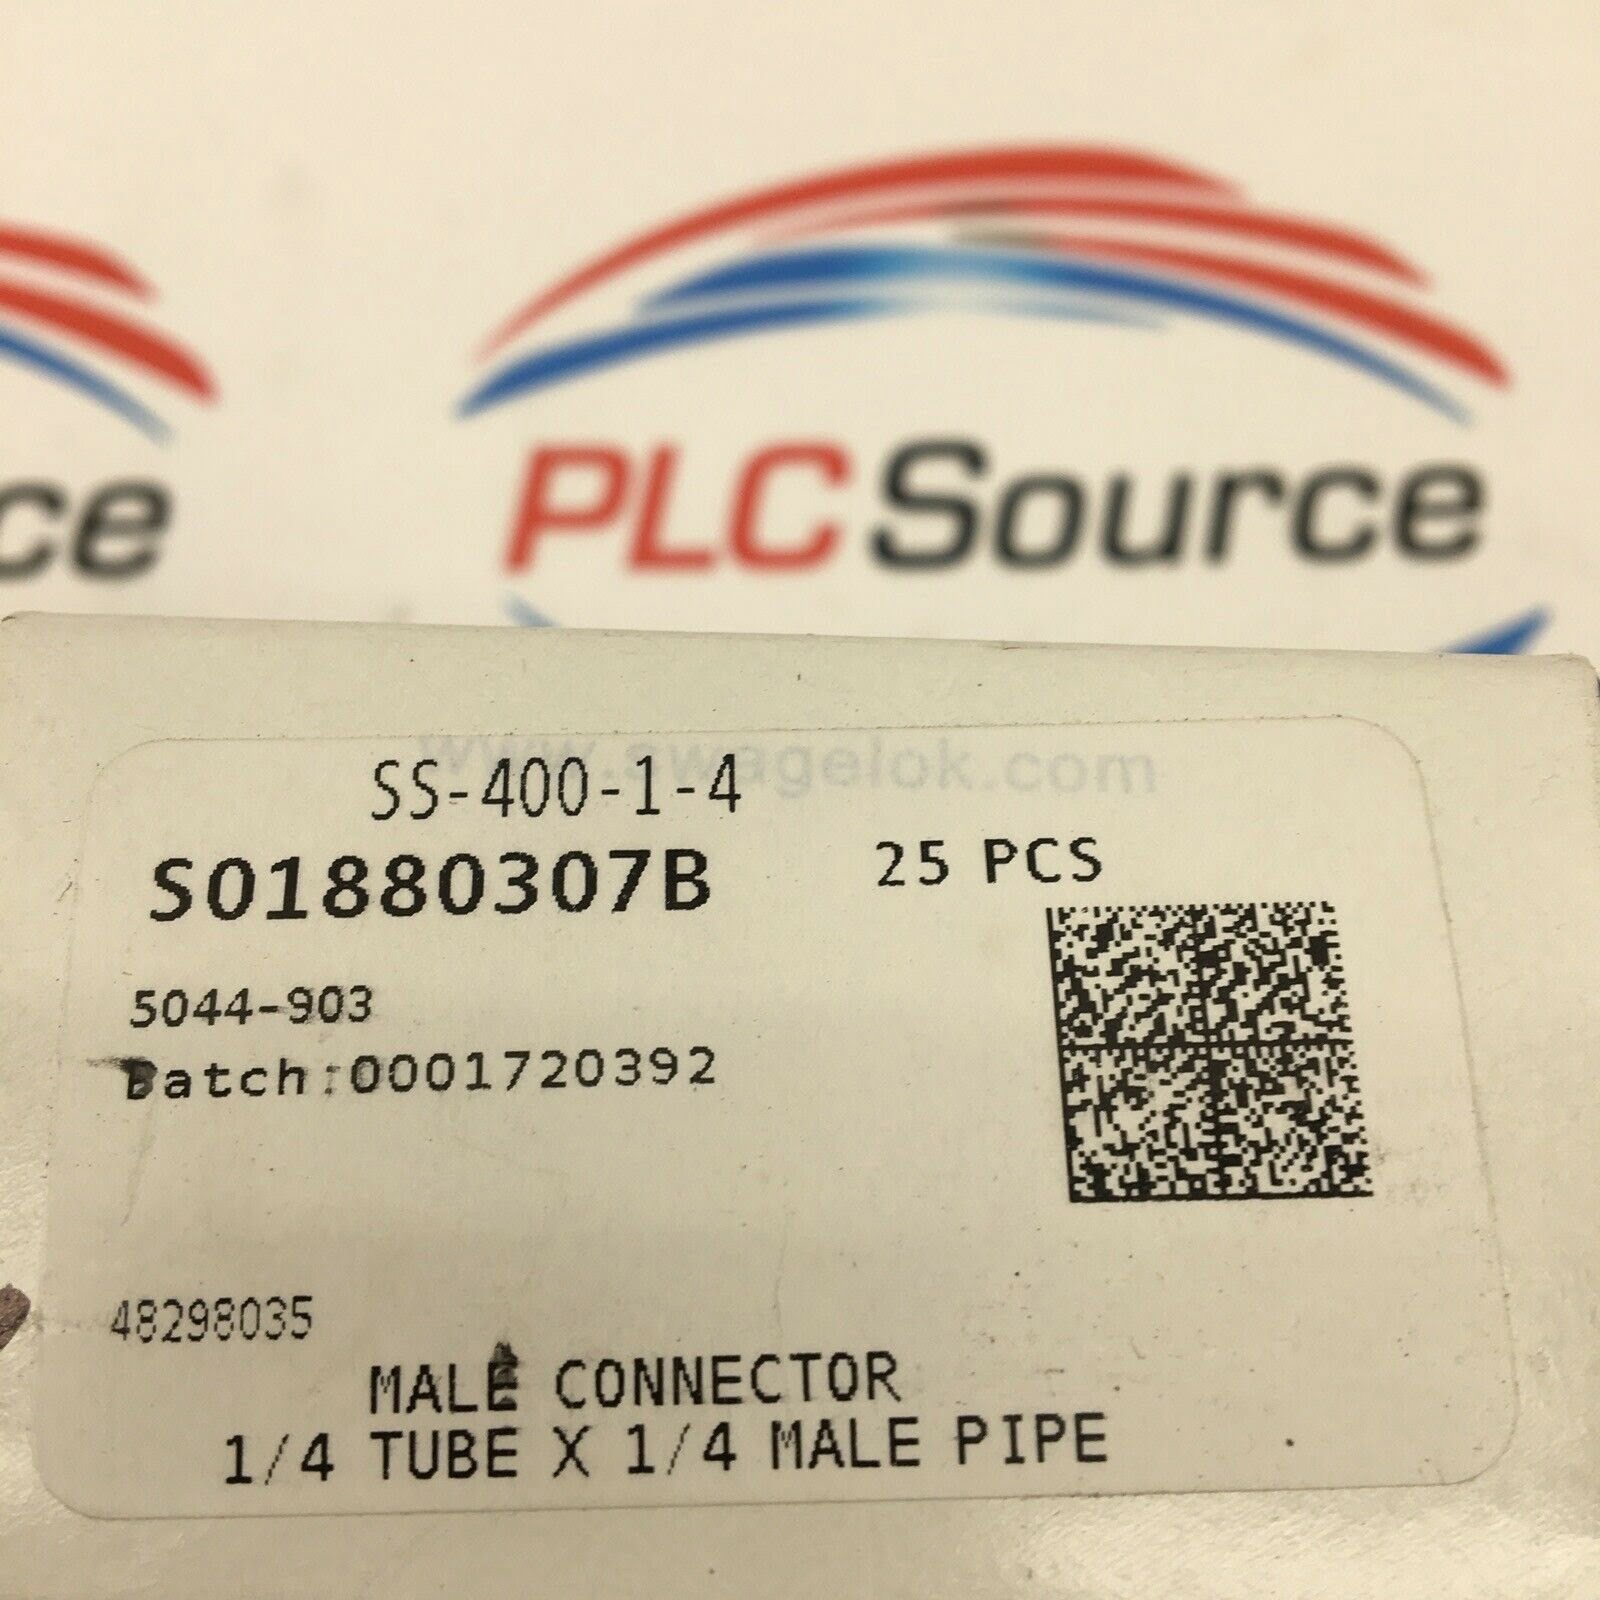 ce
PLC Source
www.swagelok.com
SS-400-1-4
S01880307B
25 PCS
5044-903
Batch:0001720392
48298035
MALE CONNECTOR
1/4 TUBE X 1/4 MALE PIPE